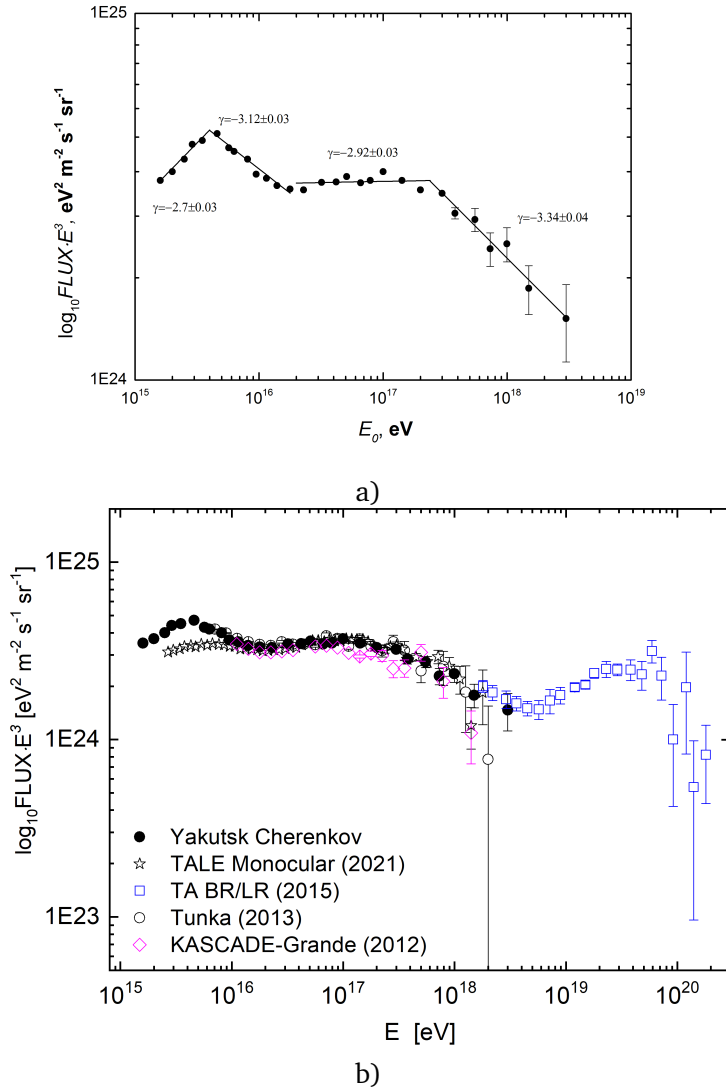 1E25
γ=−3.12±0.03
γ=−2.92±0.03
γ=−2.7±0.03
γ=−3.34±0.04
log₁₀FLUX·E³, eV² m⁻² s⁻¹ sr⁻¹
1E24
10¹⁵ 10¹⁶ 10¹⁷ 10¹⁸ 10¹⁹
E₀, eV
a)
1E25
1E24
1E23
log₁₀FLUX·E³ [eV² m⁻² s⁻¹ sr⁻¹]
Yakutsk Cherenkov
TALE Monocular (2021)
TA BR/LR (2015)
Tunka (2013)
KASCADE-Grande (2012)
10¹⁵ 10¹⁶ 10¹⁷ 10¹⁸ 10¹⁹ 10²⁰
E [eV]
b)